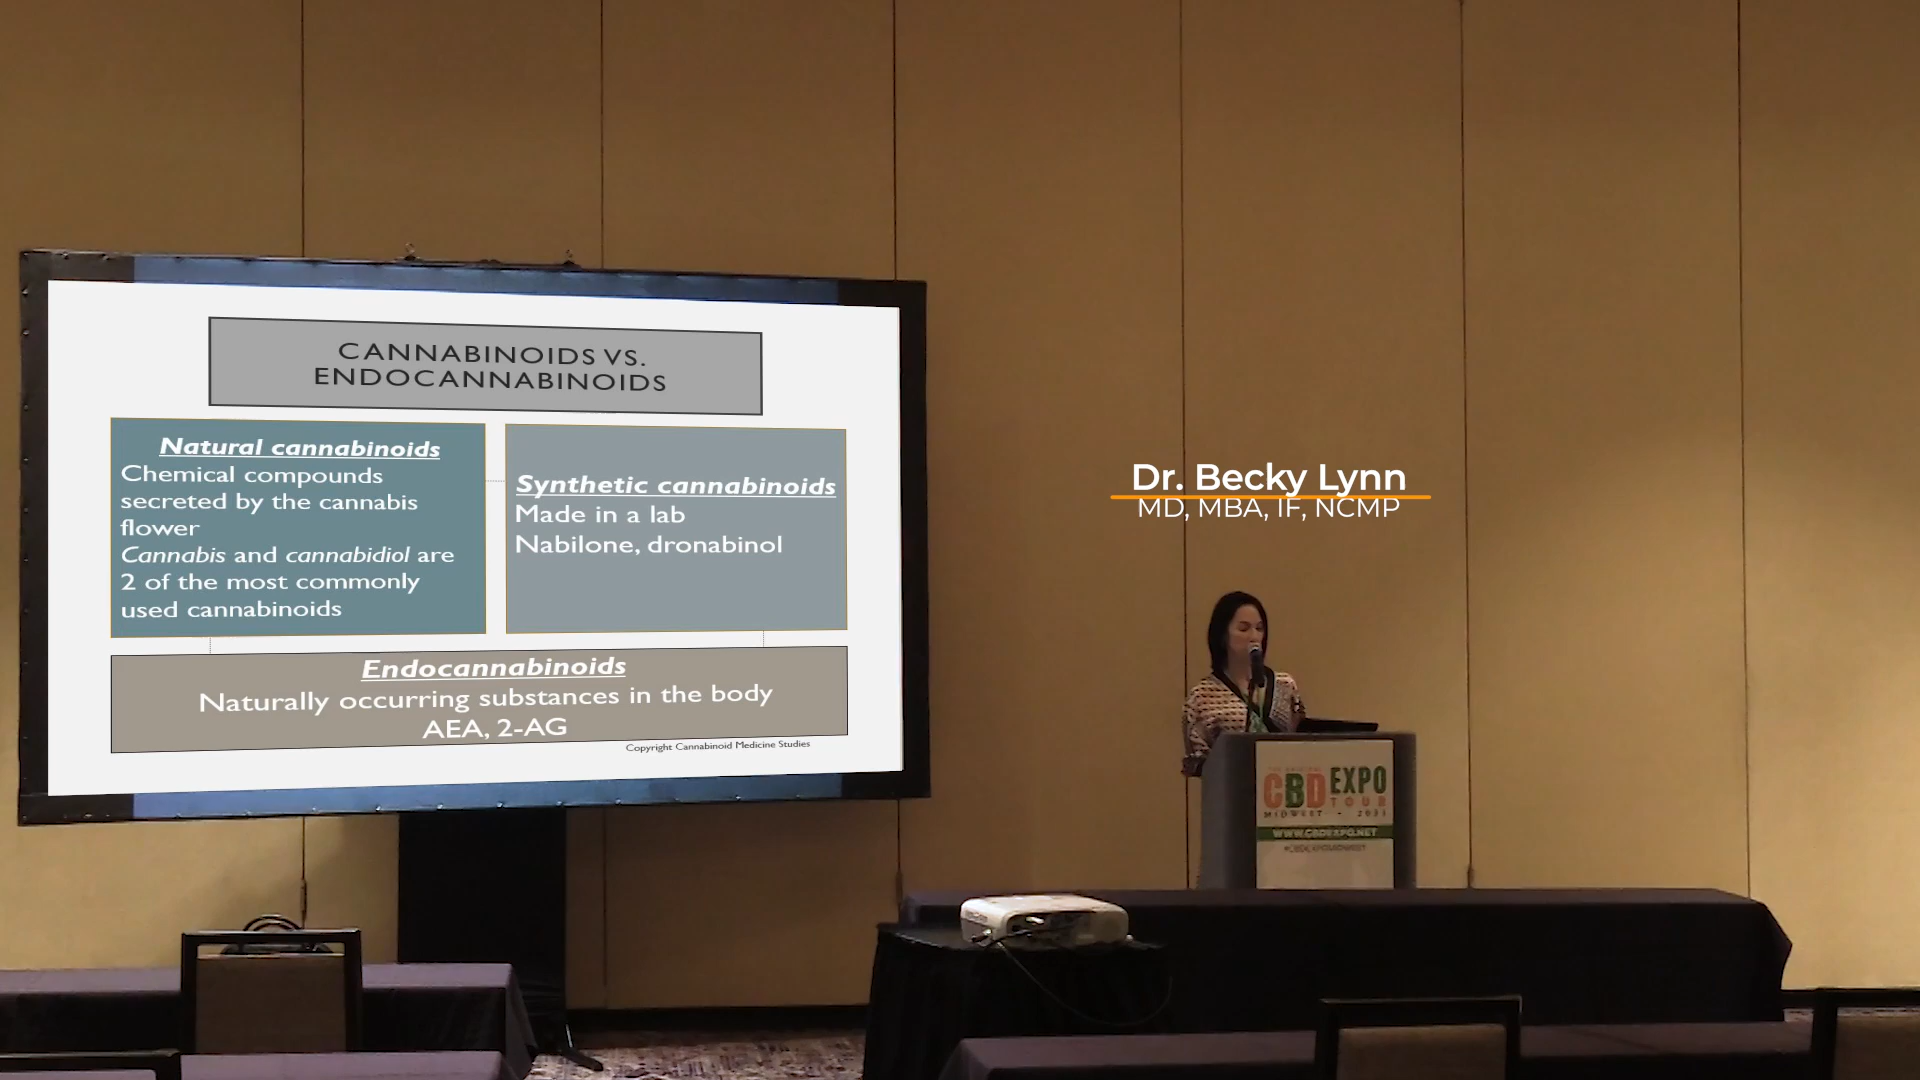 CANNABINOIDS VS.
ENDOCANNABINOIDS
Natural cannabinoids
Chemical compounds
secreted by the cannabis
flower
Cannabis and cannabidiol are
2 of the most commonly
used cannabinoids
Synthetic cannabinoids
Made in a lab
Nabilone, dronabinol
Endocannabinoids
Naturally occurring substances in the body
AEA, 2-AG
Copyright Cannabinoid Medicine Studies
Dr. Becky Lynn
MD, MBA, IF, NCMP
CBD EXPO
TOUR
MIDWEST - 2021
WWW.CBDEXPO.NET
#CBDEXPOMIDWEST